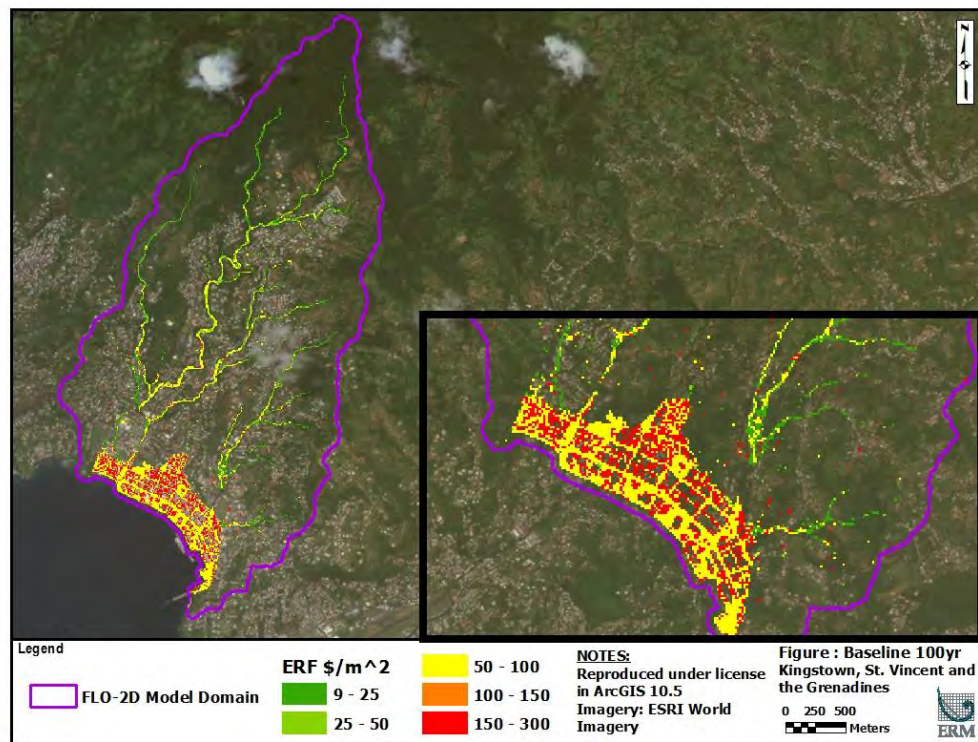 N
Legend
FLO-2D Model Domain
ERF $/m^2
9 - 25
25 - 50
50 - 100
100 - 150
150 - 300
NOTES:
Reproduced under license
in ArcGIS 10.5
Imagery: ESRI World
Imagery
Figure : Baseline 100yr
Kingstown, St. Vincent and
the Grenadines
0 250 500
Meters
ERM